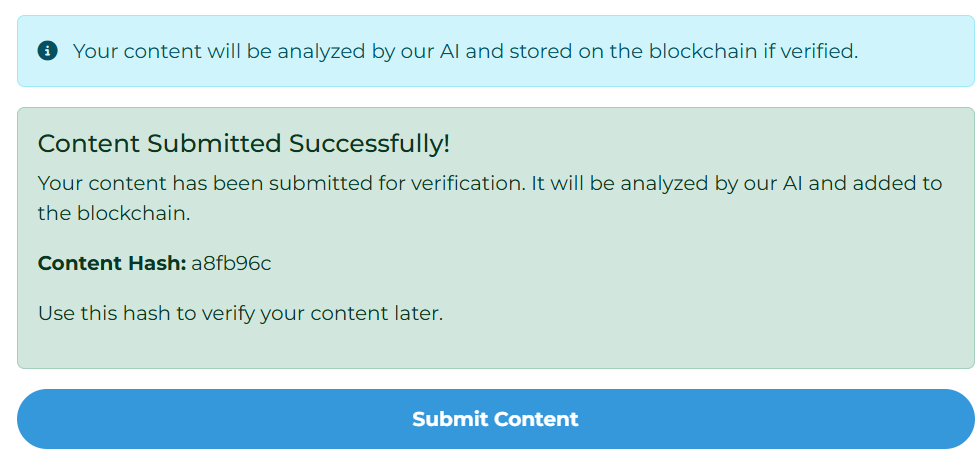 Your content will be analyzed by our AI and stored on the blockchain if verified.
Content Submitted Successfully!
Your content has been submitted for verification. It will be analyzed by our AI and added to
the blockchain.
Content Hash: a8fb96c
Use this hash to verify your content later.
Submit Content